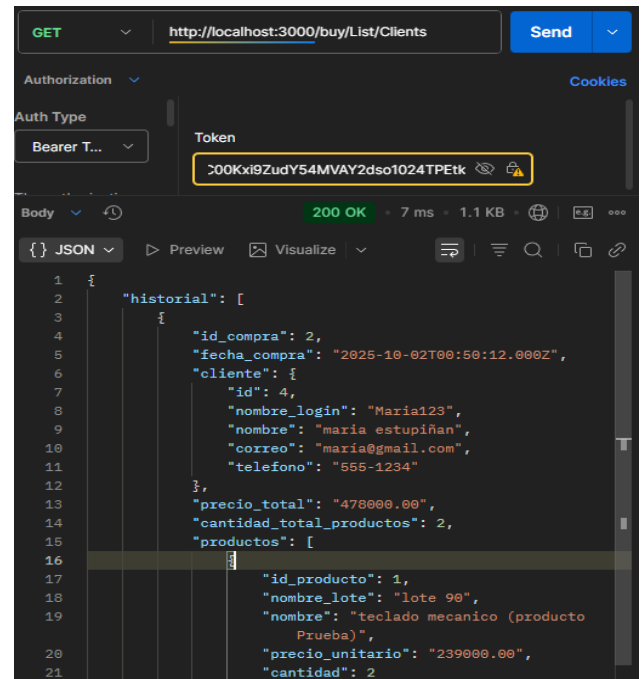 GET http://localhost:3000/buy/List/Clients Send
Authorization Cookies
Auth Type
Bearer T... Token
C00Kxi9ZudY54MVAY2dso1024TPEtk
Body 200 OK • 7 ms • 1.1 KB • e.g.
{} JSON Preview Visualize
1 {
2 "historial": [
3 {
4 "id_compra": 2,
5 "fecha_compra": "2025-10-02T00:50:12.000Z",
6 "cliente": {
7 "id": 4,
8 "nombre_login": "Maria123",
9 "nombre": "maria estupiñan",
10 "correo": "maría@gmail.com",
11 "telefono": "555-1234"
12 },
13 "precio_total": "478000.00",
14 "cantidad_total_productos": 2,
15 "productos": [
16 {
17 "id_producto": 1,
18 "nombre_lote": "lote 90",
19 "nombre": "teclado mecanico (producto
Prueba)",
20 "precio_unitario": "239000.00",
21 "cantidad": 2